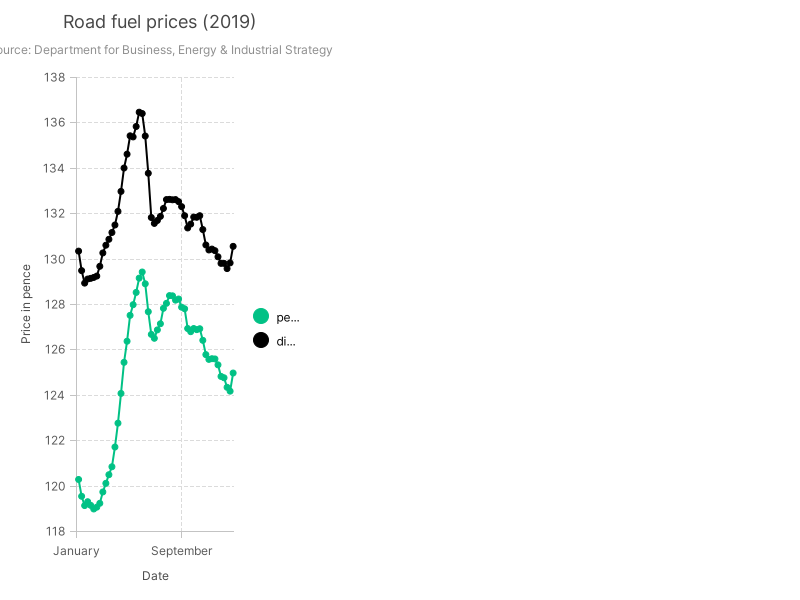 Road fuel prices (2019)
ource: Department for Business, Energy & Industrial Strategy
138
136
134
132
130
128
126
124
122
120
118
Price in pence
January
September
Date
pe...
di...